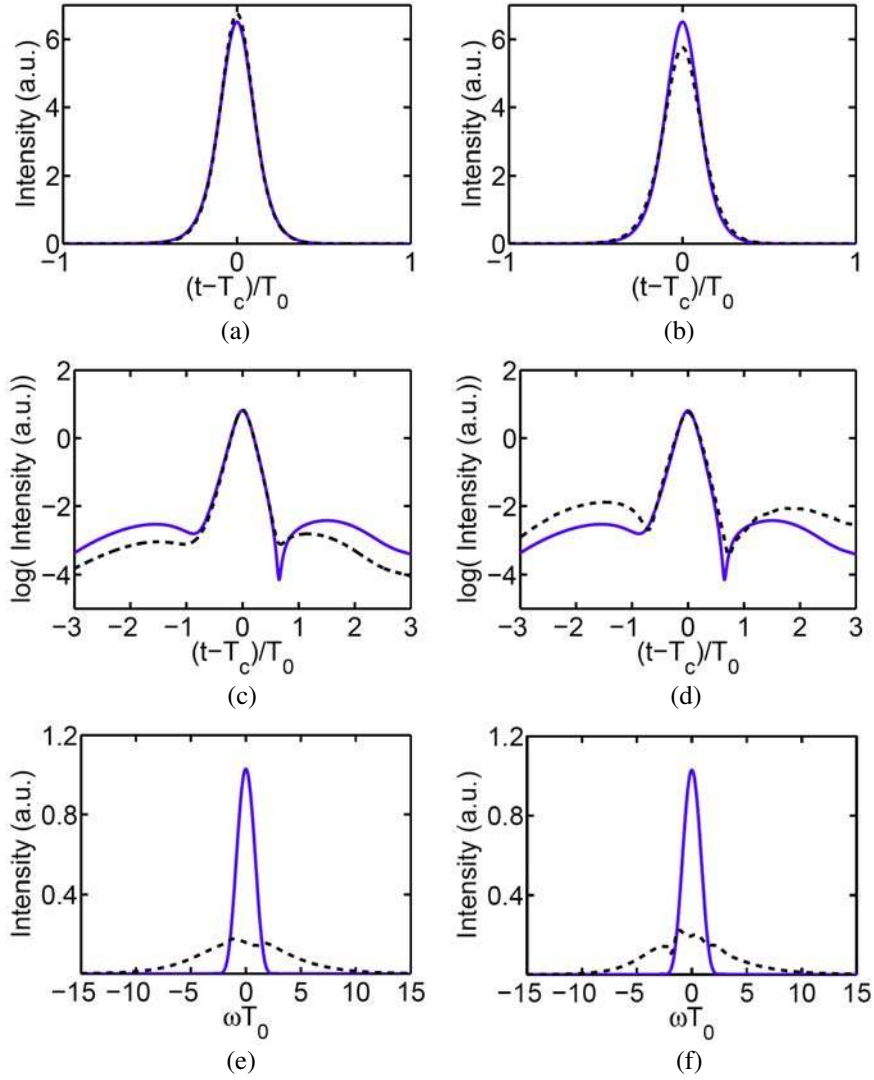 6
4
2
0
Intensity (a.u.)
−1
0
1
(t−T_c)/T_0
(a)
6
4
2
0
Intensity (a.u.)
−1
0
1
(t−T_c)/T_0
(b)
2
0
−2
−4
log( Intensity (a.u.))
−3 −2 −1 0 1 2 3
(t−T_c)/T_0
(c)
2
0
−2
−4
log( Intensity (a.u.))
−3 −2 −1 0 1 2 3
(t−T_c)/T_0
(d)
1.2
0.8
0.4
Intensity (a.u.)
−15 −10 −5 0 5 10 15
ωT_0
(e)
1.2
0.8
0.4
Intensity (a.u.)
−15 −10 −5 0 5 10 15
ωT_0
(f)